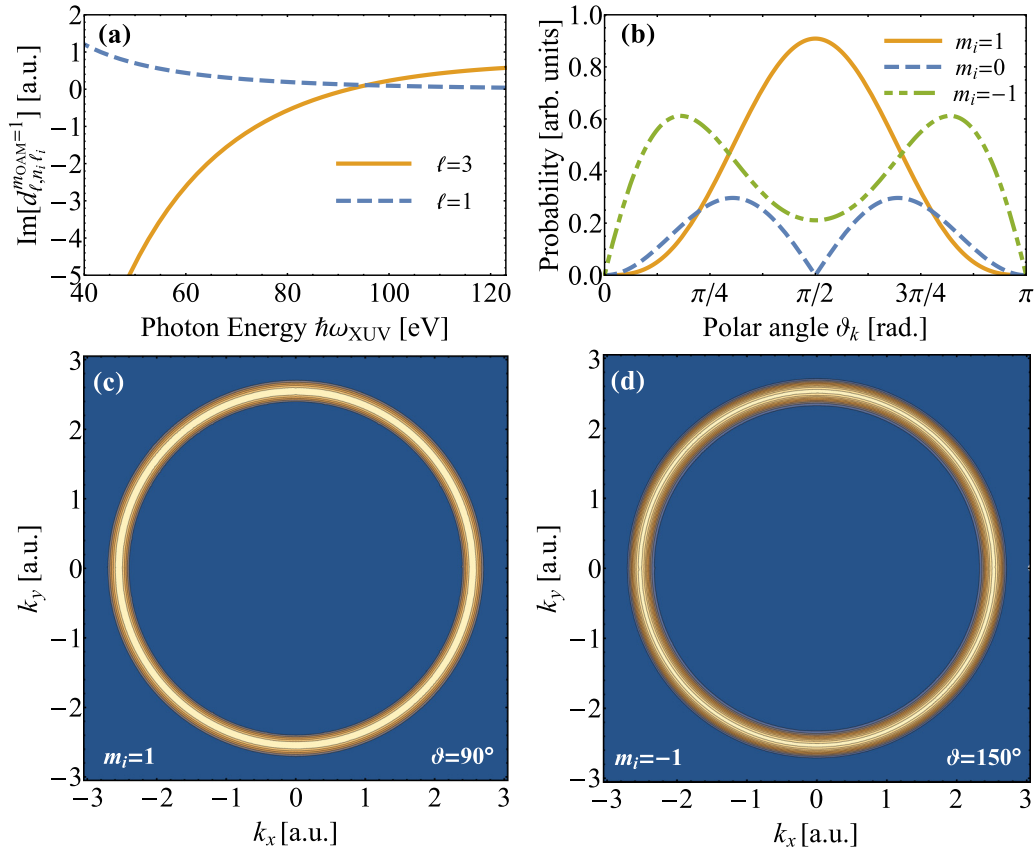 (a)
Im[d^{m_OAM=1}_{ℓ,n_iℓ_i}] [a.u.]
2
1
0
−1
−2
−3
−4
−5
ℓ=3
ℓ=1
40 60 80 100 120
Photon Energy ℏω_XUV [eV]
(b)
Probability [arb. units]
1.0
0.8
0.6
0.4
0.2
0.0
m_i=1
m_i=0
m_i=−1
0 π/4 π/2 3π/4 π
Polar angle ϑ_k [rad.]
(c)
k_y [a.u.]
3
2
1
0
−1
−2
−3
m_i=1 ϑ=90°
−3 −2 −1 0 1 2 3
k_x [a.u.]
(d)
k_y [a.u.]
3
2
1
0
−1
−2
−3
m_i=−1 ϑ=150°
−3 −2 −1 0 1 2 3
k_x [a.u.]